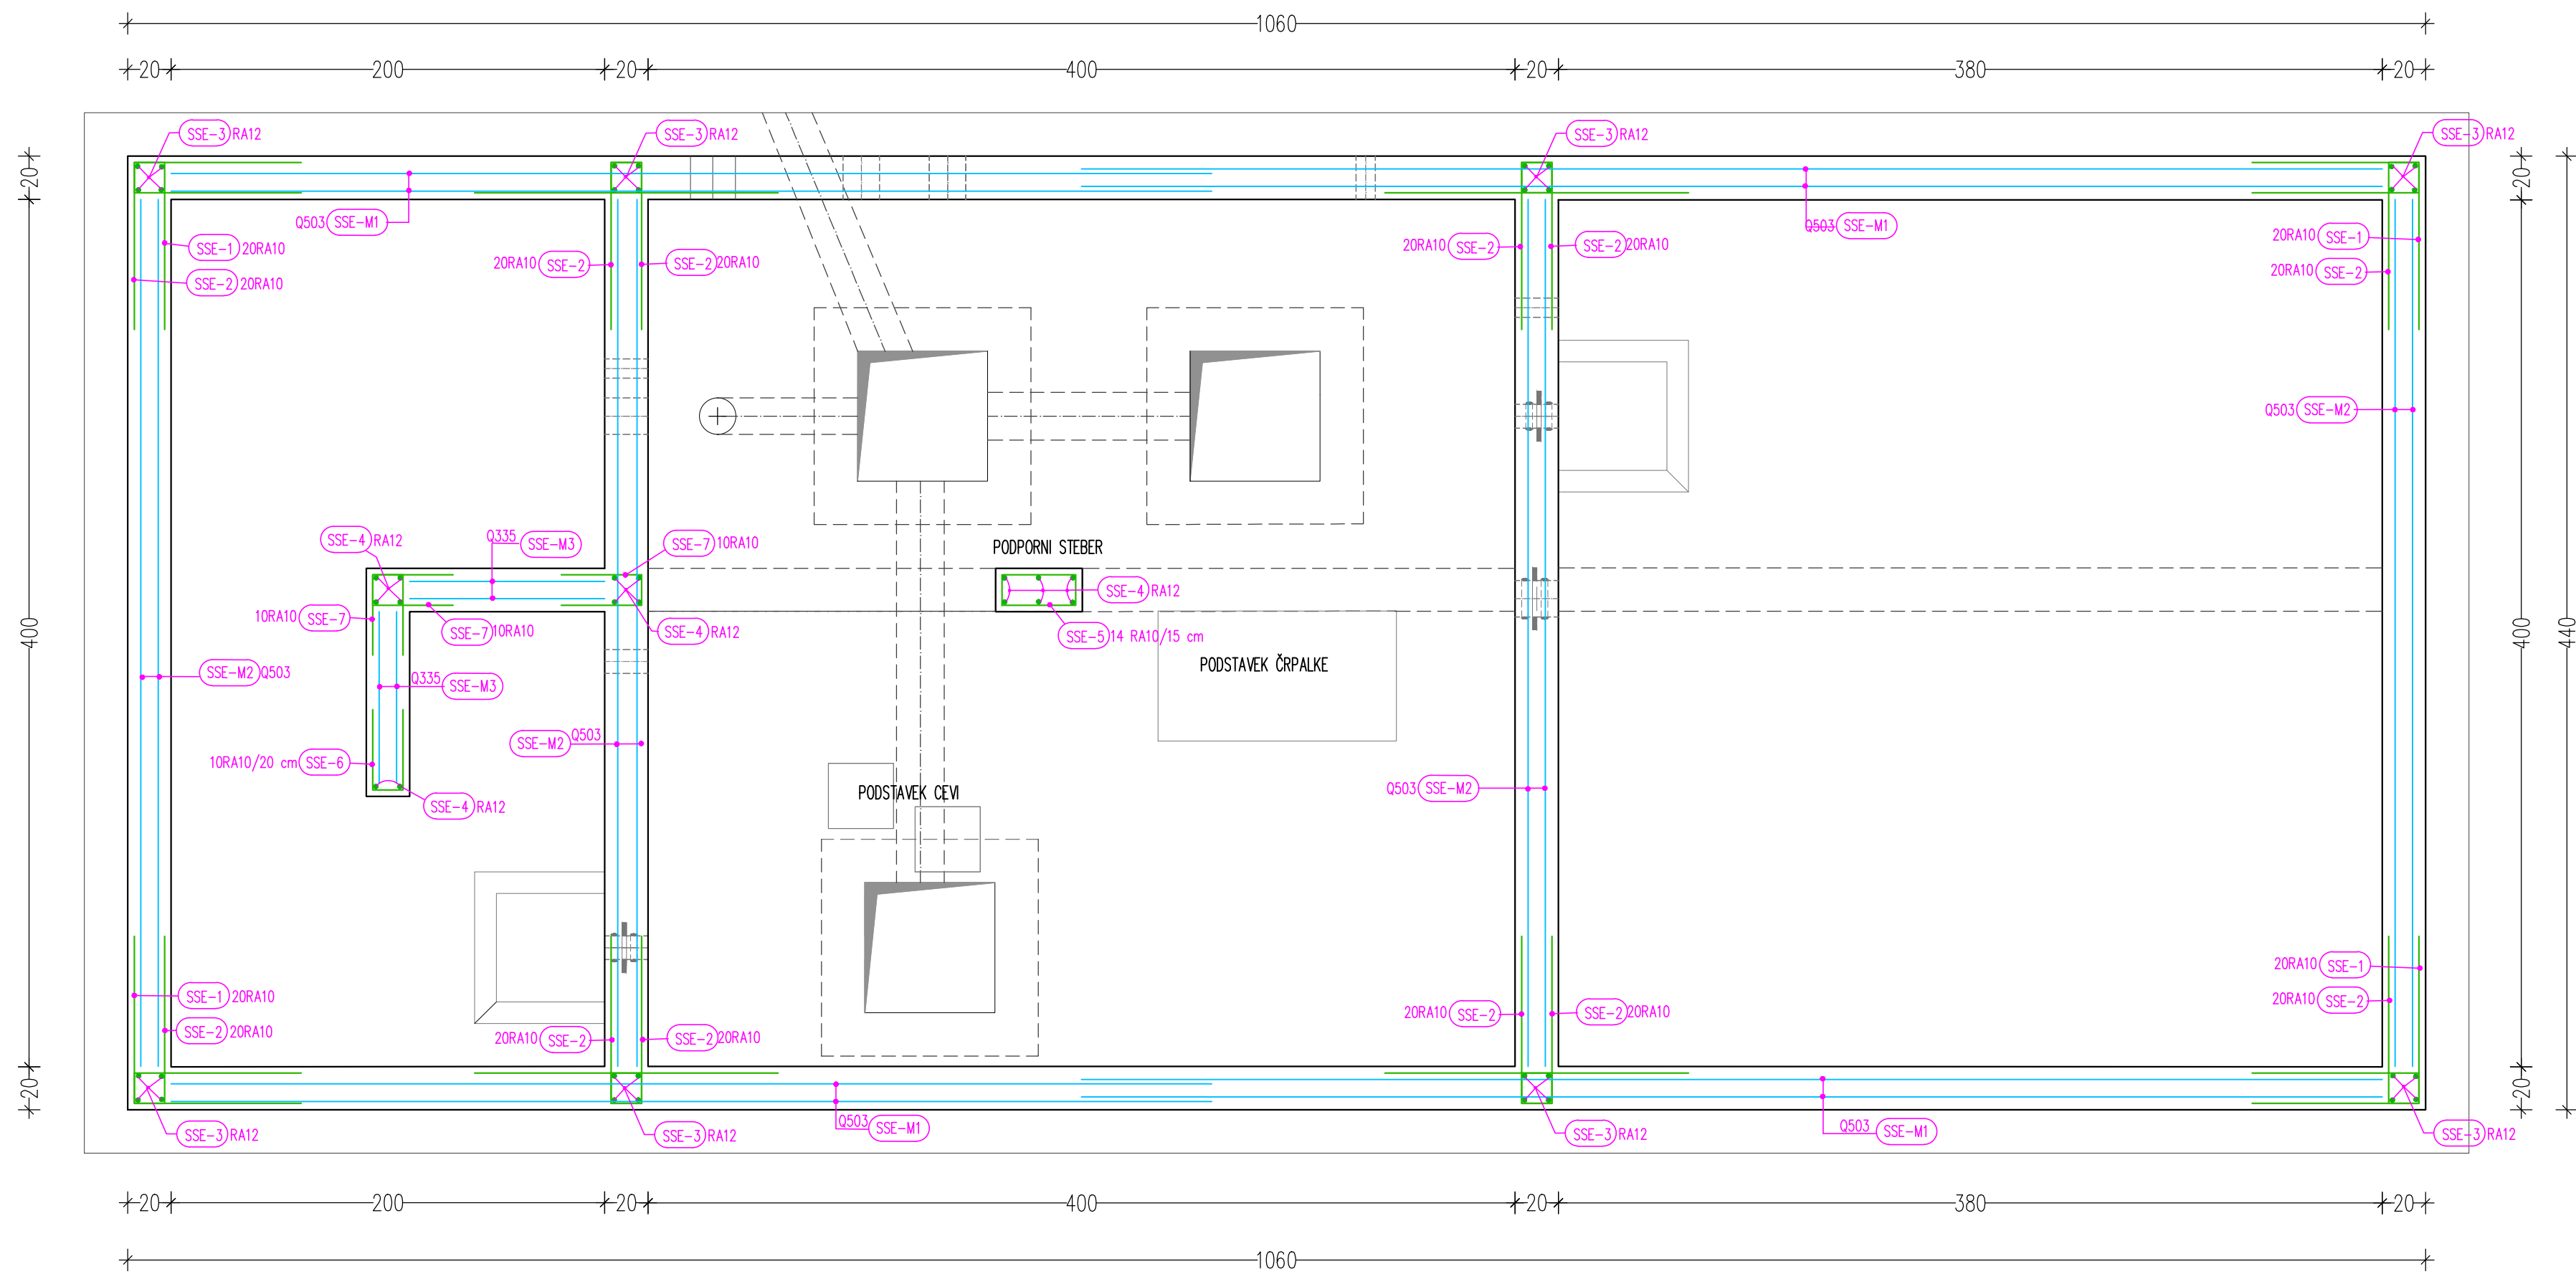 1060
20 200 20 400 20 380 20
SSE-3 RA12 SSE-3 RA12 SSE-3 RA12 SSE-3 RA12
20 20
Q503 SSE-M1 Q503 SSE-M1
SSE-1 20RA10 20RA10 SSE-2 SSE-2 20RA10 20RA10 SSE-2 SSE-2 20RA10 20RA10 SSE-1
SSE-2 20RA10 20RA10 SSE-2
Q503 SSE-M2
SSE-4 RA12 Q335 SSE-M3 SSE-7 10RA10 PODPORNI STEBER
SSE-4 RA12
10RA10 SSE-7 SSE-7 10RA10 SSE-4 RA12 SSE-5 14 RA10/15 cm
400 400 440
SSE-M2 Q503 Q335 SSE-M3 PODSTAVEK ČRPALKE
SSE-M2 Q503
10RA10/20 cm SSE-6 Q503 SSE-M2
SSE-4 RA12 PODSTAVEK CEVI
20RA10 SSE-1
SSE-1 20RA10 20RA10 SSE-2
20RA10 SSE-2 SSE-2 20RA10
SSE-2 20RA10 20RA10 SSE-2 SSE-2 20RA10
20 20
Q503 SSE-M1 Q503 SSE-M1
SSE-3 RA12 SSE-3 RA12 SSE-3 RA12 SSE-3 RA12
20 200 20 400 20 380 20
1060